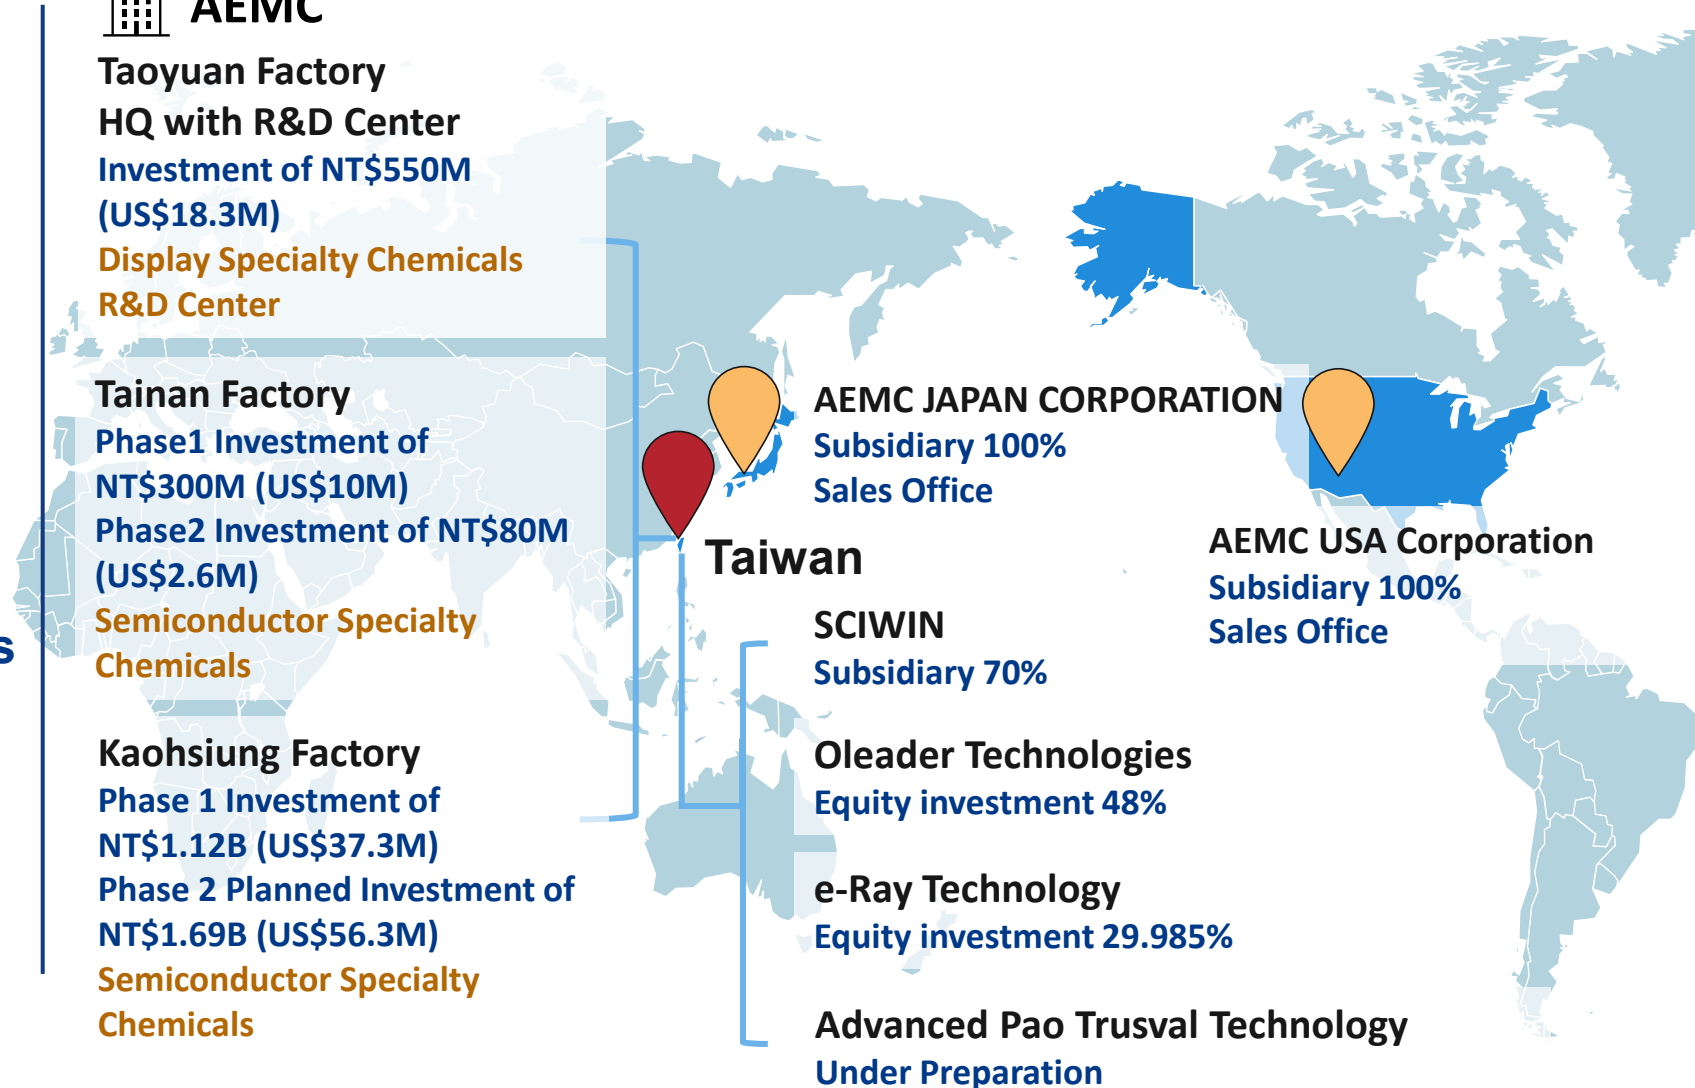 AEMC
Taoyuan Factory
HQ with R&D Center
Investment of NT$550M
(US$18.3M)
Display Specialty Chemicals
R&D Center
Tainan Factory
Phase1 Investment of
NT$300M (US$10M)
Phase2 Investment of NT$80M
(US$2.6M)
Semiconductor Specialty
Chemicals
s
Kaohsiung Factory
Phase 1 Investment of
NT$1.12B (US$37.3M)
Phase 2 Planned Investment of
NT$1.69B (US$56.3M)
Semiconductor Specialty
Chemicals
AEMC JAPAN CORPORATION
Subsidiary 100%
Sales Office
Taiwan
AEMC USA Corporation
Subsidiary 100%
Sales Office
SCIWIN
Subsidiary 70%
Oleader Technologies
Equity investment 48%
e-Ray Technology
Equity investment 29.985%
Advanced Pao Trusval Technology
Under Preparation